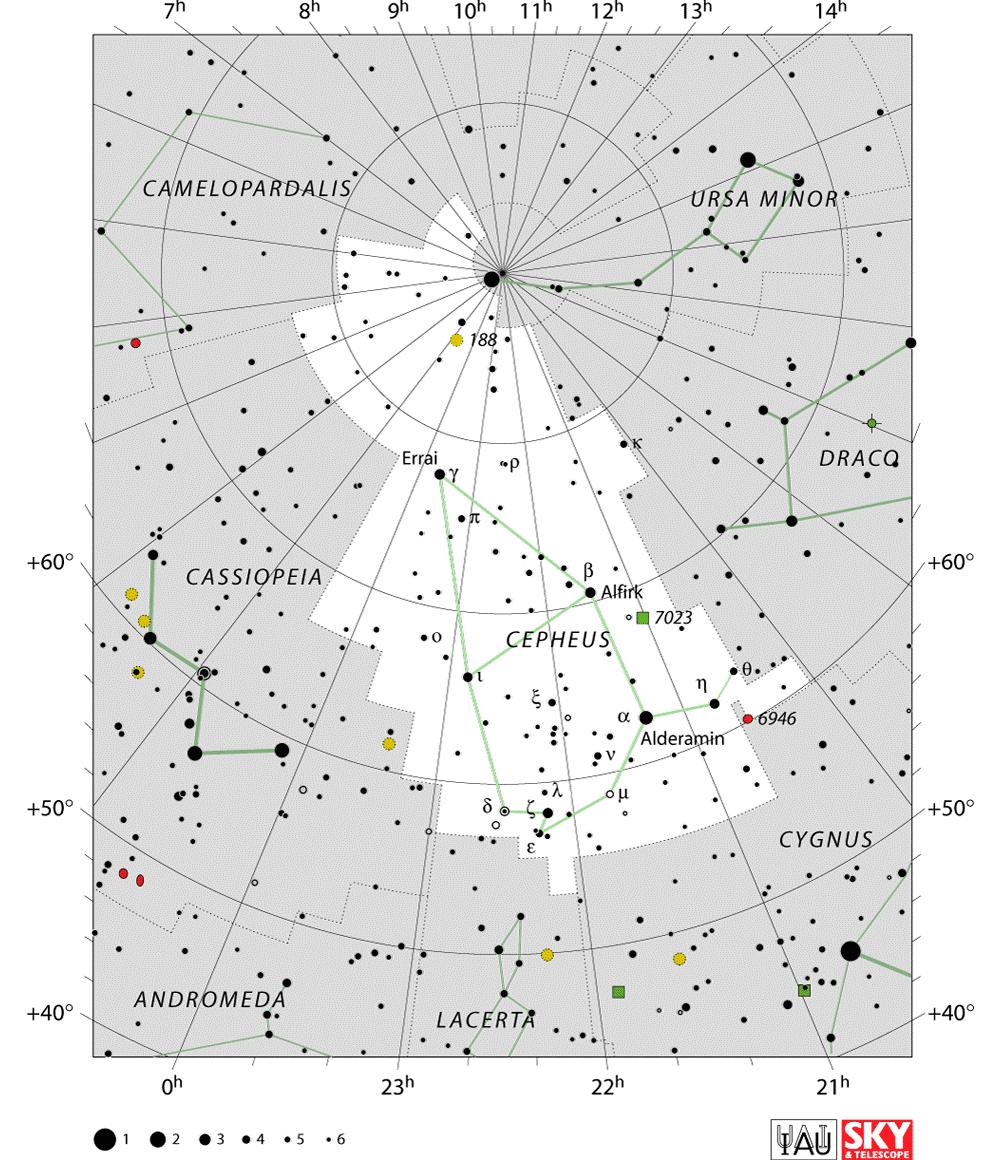 7h 8h 9h 10h 11h 12h 13h 14h
CAMELOPARDALIS
URSA MINOR
188
κ
Errai γ ρ
DRACO
π
+60° +60°
CASSIOPEIA
β
Alfirk
7023
ο
CEPHEUS
θ
ι
η
ξ
α
6946
Alderamin
ν
λ
μ
δ ζ
+50° +50°
ε
CYGNUS
ANDROMEDA
+40° +40°
LACERTA
0h 23h 22h 21h
1 2 3 4 5 6
IAU
SKY
& TELESCOPE